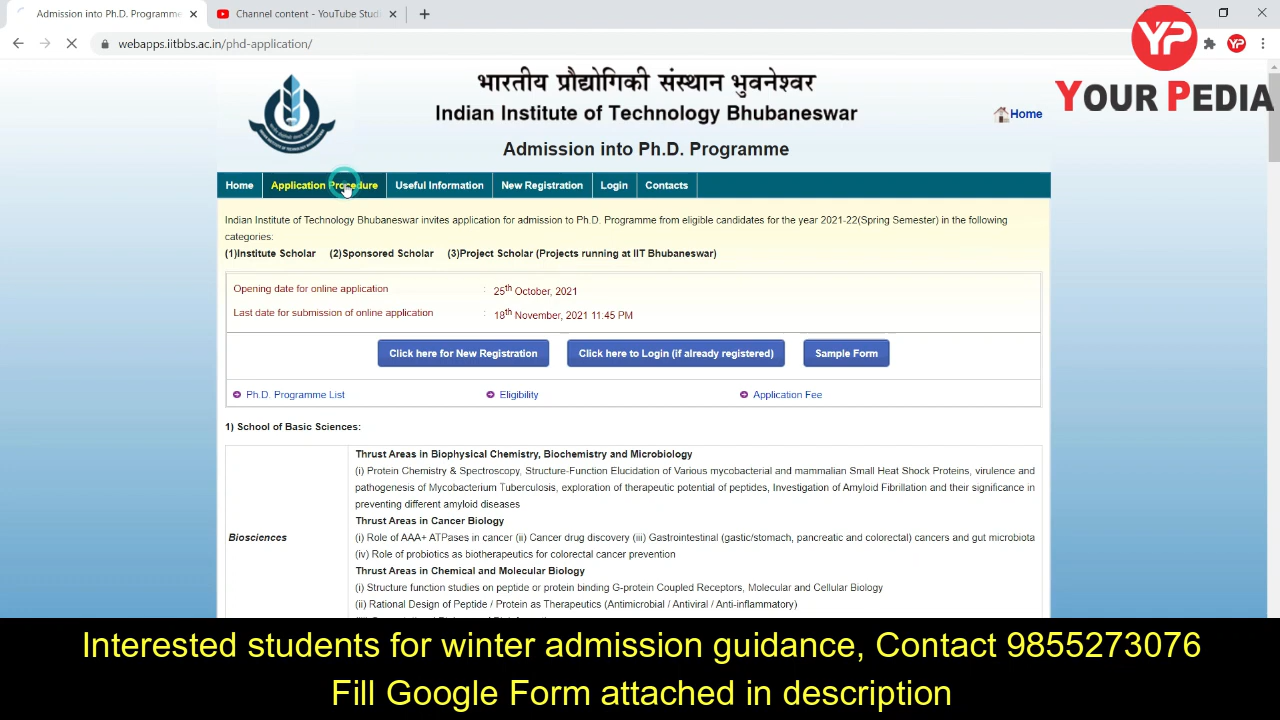 Admission into Ph.D. Programme
Channel content - YouTube Studi
webapps.iitbbs.ac.in/phd-application/
YP
YP
YOUR PEDIA
भारतीय प्रौद्योगिकी संस्थान भुवनेश्वर
Indian Institute of Technology Bhubaneswar
Home
Admission into Ph.D. Programme
Home Application Procedure Useful Information New Registration Login Contacts
Indian Institute of Technology Bhubaneswar invites application for admission to Ph.D. Programme from eligible candidates for the year 2021-22(Spring Semester) in the following
categories:
(1)Institute Scholar (2)Sponsored Scholar (3)Project Scholar (Projects running at IIT Bhubaneswar)
Opening date for online application : 25th October, 2021
Last date for submission of online application : 18th November, 2021 11:45 PM
Click here for New Registration Click here to Login (if already registered) Sample Form
Ph.D. Programme List Eligibility Application Fee
1) School of Basic Sciences:
Thrust Areas in Biophysical Chemistry, Biochemistry and Microbiology
(i) Protein Chemistry & Spectroscopy, Structure-Function Elucidation of Various mycobacterial and mammalian Small Heat Shock Proteins, virulence and
pathogenesis of Mycobacterium Tuberculosis, exploration of therapeutic potential of peptides, Investigation of Amyloid Fibrillation and their significance in
preventing different amyloid diseases
Thrust Areas in Cancer Biology
Biosciences
(i) Role of AAA+ ATPases in cancer (ii) Cancer drug discovery (iii) Gastrointestinal (gastic/stomach, pancreatic and colorectal) cancers and gut microbiota
(iv) Role of probiotics as biotherapeutics for colorectal cancer prevention
Thrust Areas in Chemical and Molecular Biology
(i) Structure function studies on peptide or protein binding G-protein Coupled Receptors, Molecular and Cellular Biology
(ii) Rational Design of Peptide / Protein as Therapeutics (Antimicrobial / Antiviral / Anti-inflammatory)
Interested students for winter admission guidance, Contact 9855273076
Fill Google Form attached in description